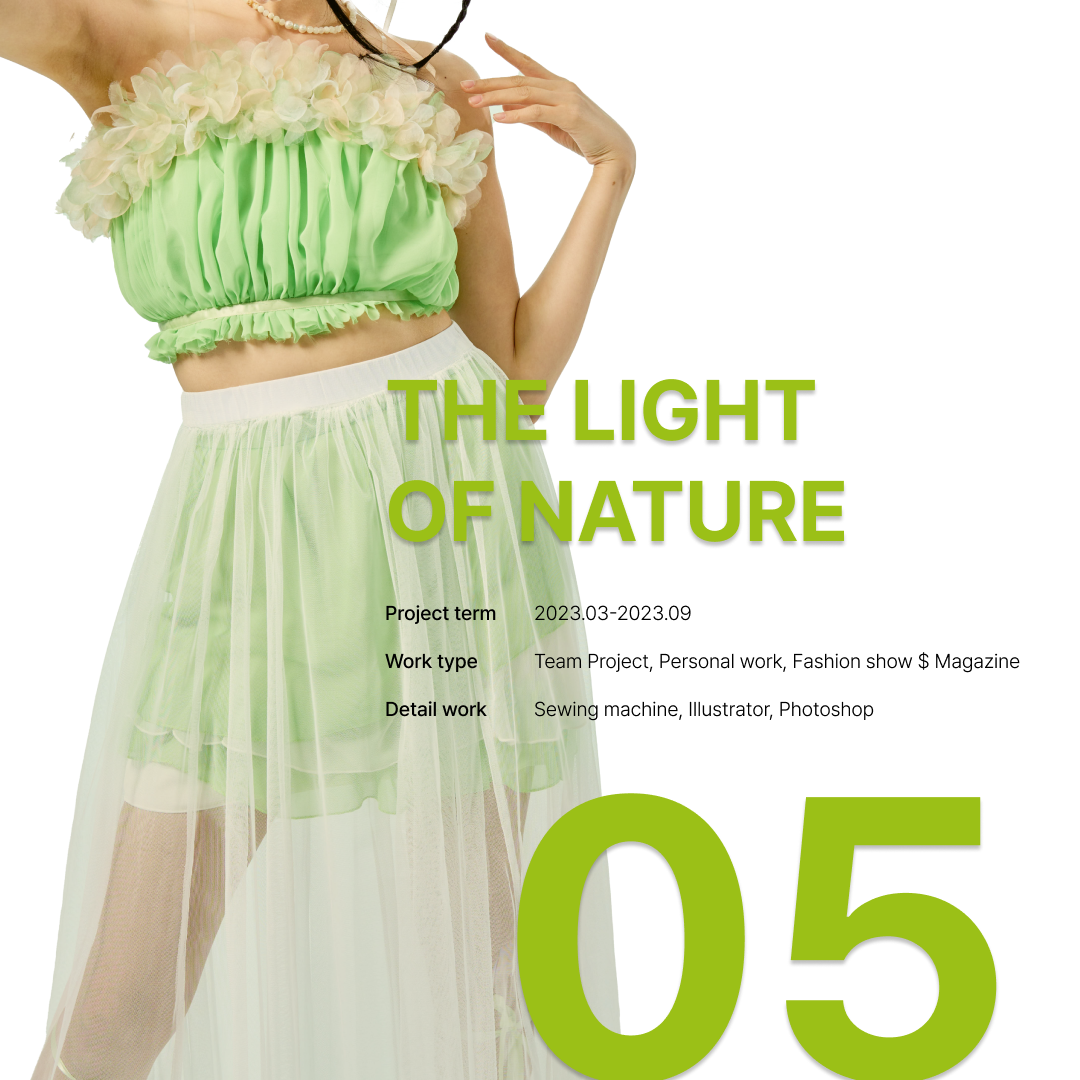 THE LIGHT
OF NATURE
Project term 2023.03-2023.09
Work type Team Project, Personal work, Fashion show $ Magazine
Detail work Sewing machine, Illustrator, Photoshop
05